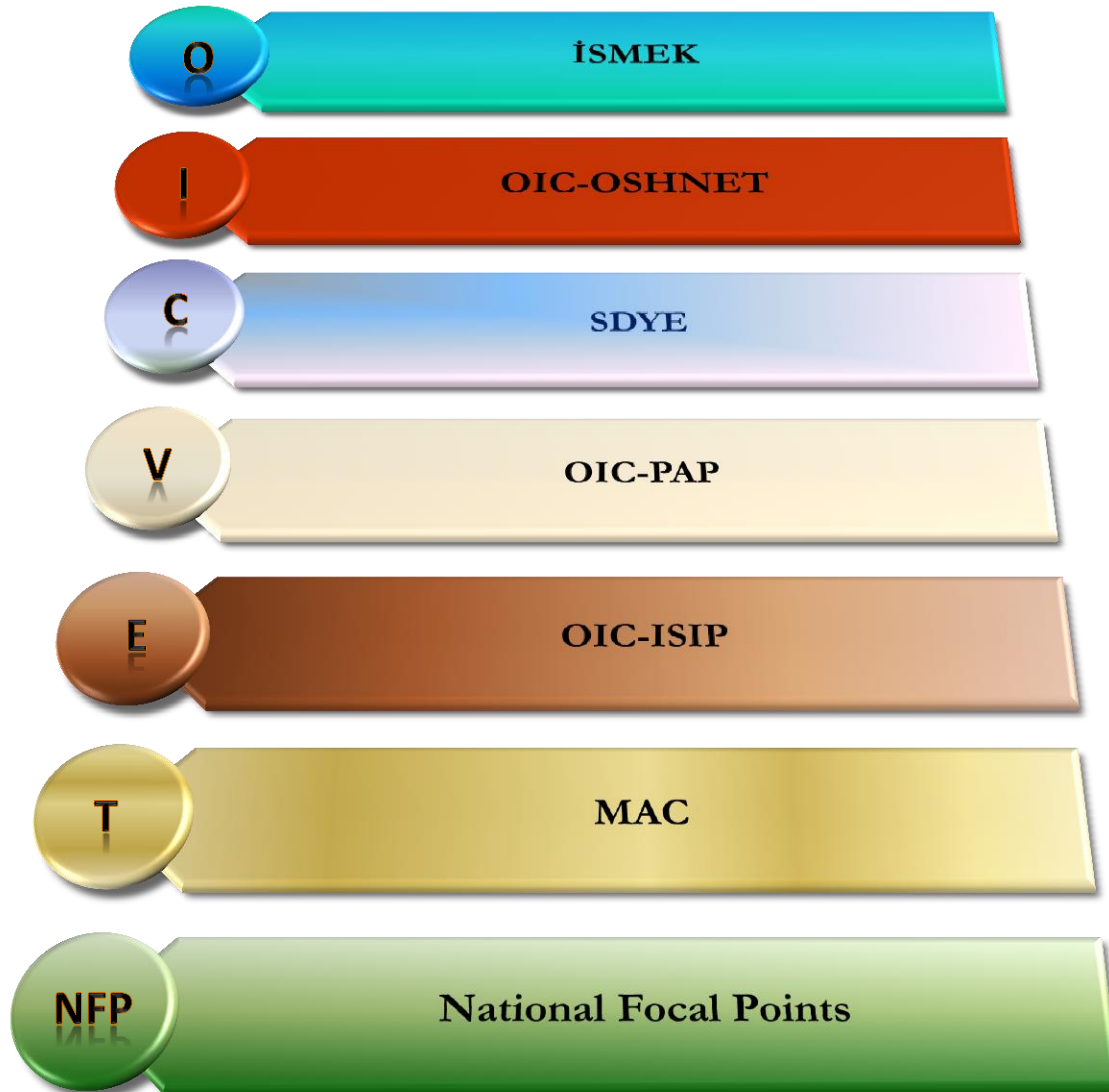 O İSMEK
I OIC-OSHNET
C SDYE
V OIC-PAP
E OIC-ISIP
T MAC
NFP National Focal Points